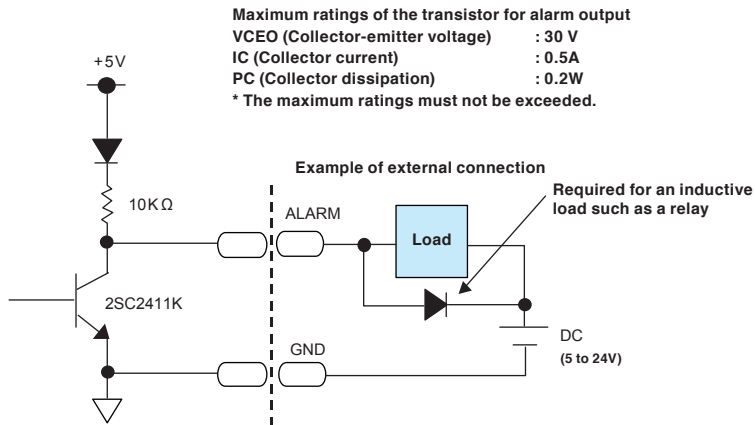 Maximum ratings of the transistor for alarm output
VCEO (Collector-emitter voltage) : 30 V
IC (Collector current) : 0.5A
PC (Collector dissipation) : 0.2W
* The maximum ratings must not be exceeded.
+5V
Example of external connection
Required for an inductive
load such as a relay
10KΩ
ALARM
Load
2SC2411K
GND
DC
(5 to 24V)